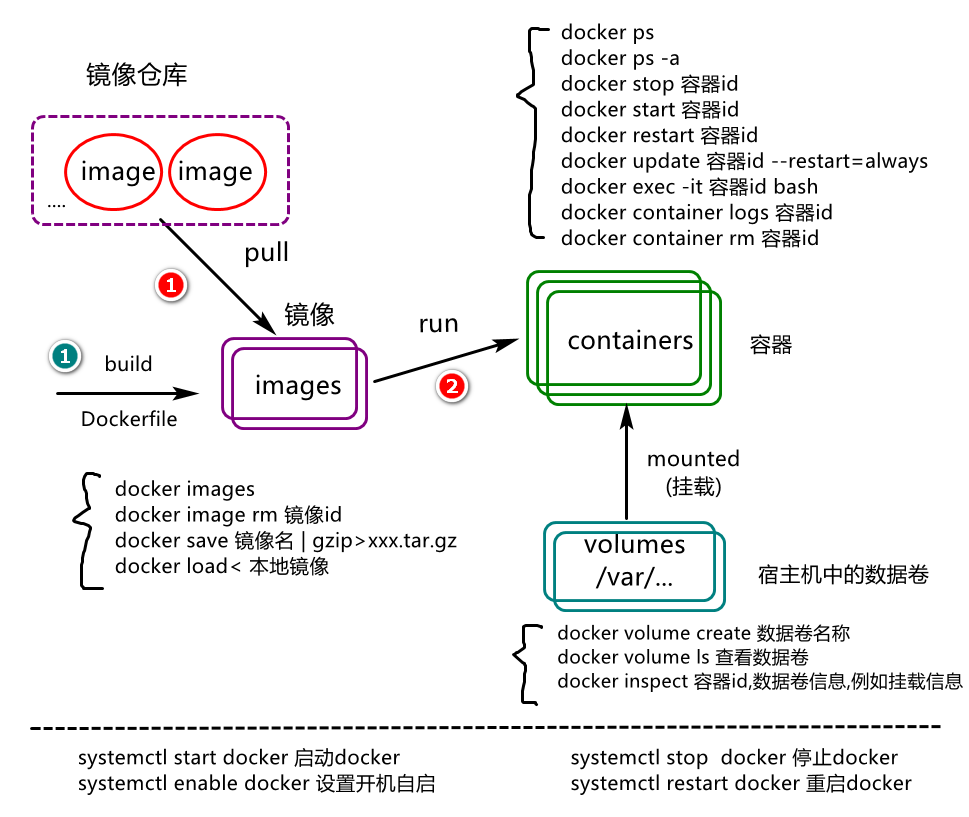 docker ps
docker ps -a
docker stop 容器id
docker start 容器id
docker restart 容器id
docker update 容器id --restart=always
docker exec -it 容器id bash
docker container logs 容器id
docker container rm 容器id
镜像仓库
image
image
....
pull
1
镜像
images
1
build
Dockerfile
run
2
containers
容器
mounted
(挂载)
docker images
docker image rm 镜像id
docker save 镜像名 | gzip>xxx.tar.gz
docker load< 本地镜像
volumes
/var/...
宿主机中的数据卷
docker volume create 数据卷名称
docker volume ls 查看数据卷
docker inspect 容器id,数据卷信息,例如挂载信息
systemctl start docker 启动docker
systemctl enable docker 设置开机自启
systemctl stop  docker 停止docker
systemctl restart docker 重启docker